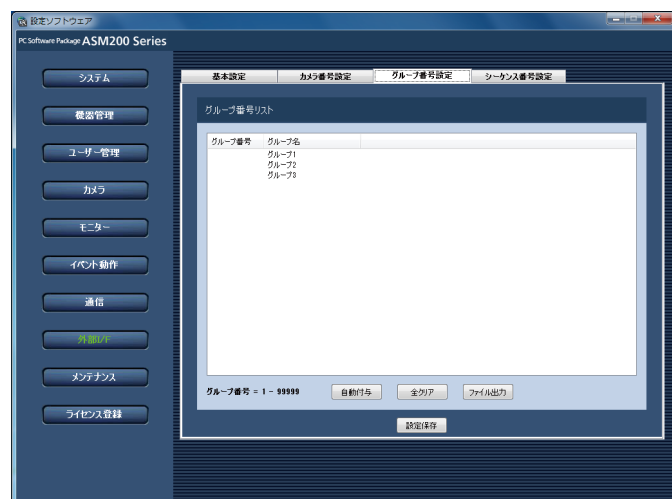 設定ソフトウェア
PC Software Package ASM200 Series
システム
機器管理
ユーザー管理
カメラ
モニター
イベント動作
通信
外部I/F
メンテナンス
ライセンス登録
基本設定 カメラ番号設定 グループ番号設定 シーケンス番号設定
グループ番号リスト
グループ番号 グループ名
グループ1
グループ2
グループ3
グループ番号 = 1 - 99999 自動付与 全クリア ファイル出力
設定保存